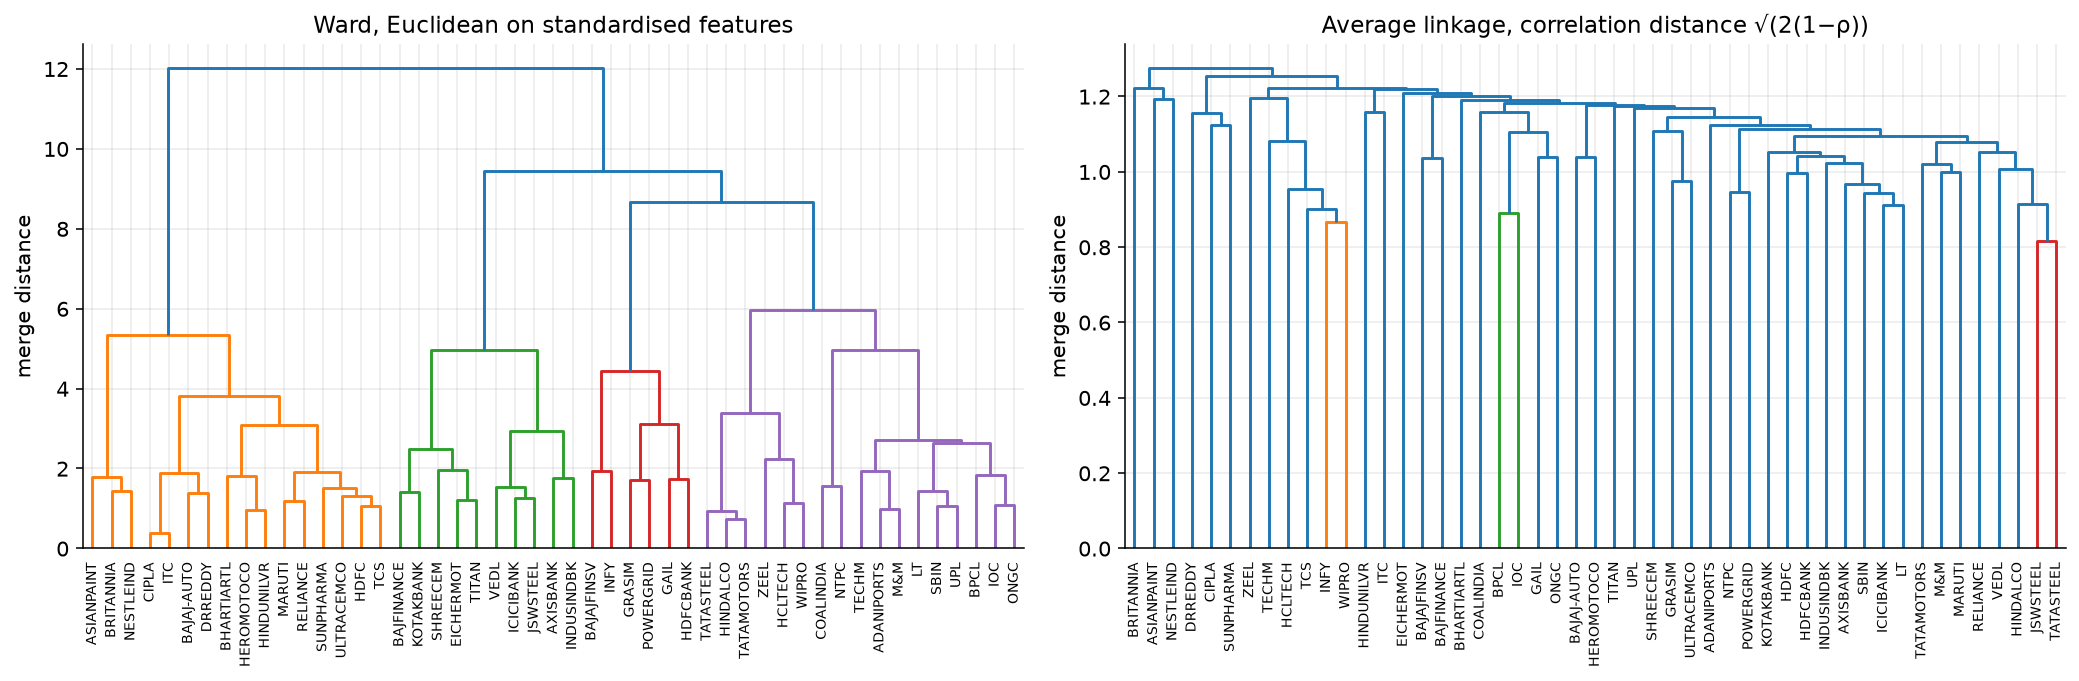 Ward, Euclidean on standardised features
merge distance
12
10
8
6
4
2
0
ASIANPAINT
BRITANNIA
NESTLEIND
CIPLA
ITC
BAJAJ-AUTO
DRREDDY
BHARTIARTL
HEROMOTOCO
HINDUNILVR
MARUTI
RELIANCE
SUNPHARMA
ULTRACEMCO
HDFC
TCS
BAJFINANCE
KOTAKBANK
SHREECEM
EICHERMOT
TITAN
VEDL
ICICIBANK
JSWSTEEL
AXISBANK
INDUSINDBK
BAJAJFINSV
INFY
GRASIM
POWERGRID
GAIL
HDFCBANK
TATASTEEL
HINDALCO
TATAMOTORS
ZEEL
HCLTECH
WIPRO
COALINDIA
NTPC
TECHM
ADANIPORTS
M&M
LT
SBIN
UPL
BPCL
IOC
ONGC
Average linkage, correlation distance √(2(1−ρ))
merge distance
1.2
1.0
0.8
0.6
0.4
0.2
0.0
BRITANNIA
ASIANPAINT
NESTLEIND
DRREDDY
CIPLA
SUNPHARMA
ZEEL
TECHM
HCLTECH
TCS
INFY
WIPRO
HINDUNILVR
ITC
EICHERMOT
BAJAJFINSV
BAJFINANCE
BHARTIARTL
COALINDIA
BPCL
IOC
GAIL
ONGC
BAJAJ-AUTO
HEROMOTOCO
TITAN
UPL
SHREECEM
GRASIM
ULTRACEMCO
ADANIPORTS
NTPC
POWERGRID
KOTAKBANK
HDFC
HDFCBANK
INDUSINDBK
AXISBANK
SBIN
ICICIBANK
LT
TATAMOTORS
M&M
MARUTI
RELIANCE
VEDL
HINDALCO
JSWSTEEL
TATASTEEL